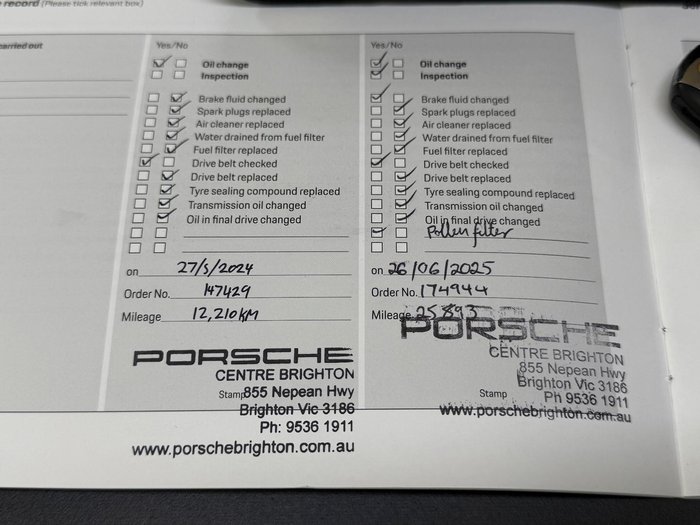 record (Please tick relevant box)
carried out
Yes/No
Oil change
Inspection
Brake fluid changed
Spark plugs replaced
Air cleaner replaced
Water drained from fuel filter
Fuel filter replaced
Drive belt checked
Drive belt replaced
Tyre sealing compound replaced
Transmission oil changed
Oil in final drive changed
on 27/5/2024
Order No. 147429
Mileage 12,210KM
PORSCHE
CENTRE BRIGHTON
Stamp 855 Nepean Hwy
Brighton Vic 3186
Ph: 9536 1911
www.porschebrighton.com.au
Yes/No
Oil change
Inspection
Brake fluid changed
Spark plugs replaced
Air cleaner replaced
Water drained from fuel filter
Fuel filter replaced
Drive belt checked
Drive belt replaced
Tyre sealing compound replaced
Transmission oil changed
Oil in final drive changed
Pollen filter
on 26/06/2025
Order No. 174944
Mileage 25893
PORSCHE
CENTRE BRIGHTON
855 Nepean Hwy
Brighton Vic 3186
Stamp Ph 9536 1911
www.porschebrighton.com.au